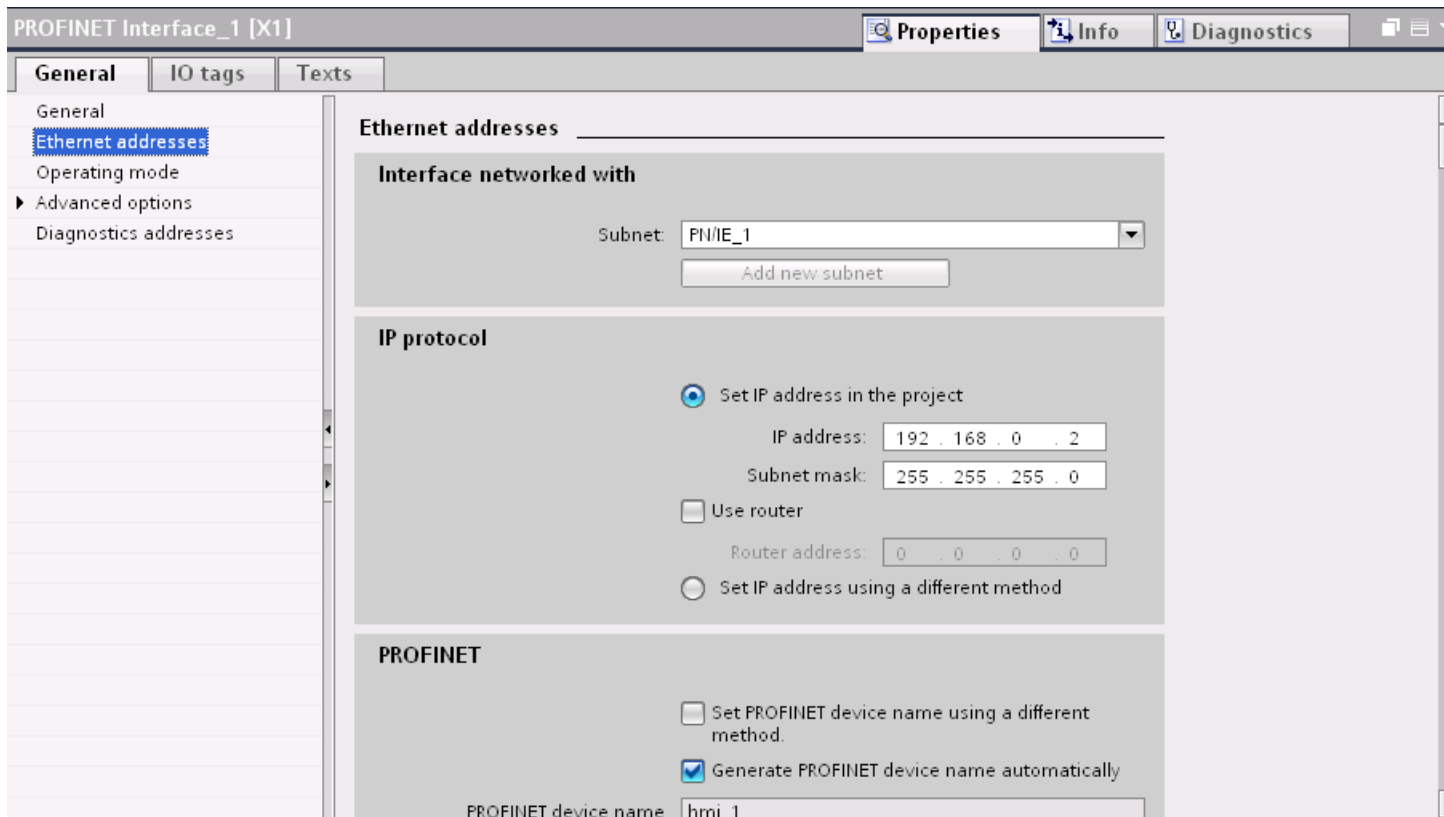 PROFINET Interface_1 [X1]
Properties
Info
Diagnostics
General
IO tags
Texts
General
Ethernet addresses
Operating mode
Advanced options
Diagnostics addresses
Ethernet addresses
Interface networked with
Subnet: PN/IE_1
Add new subnet
IP protocol
Set IP address in the project
IP address: 192 . 168 . 0 . 2
Subnet mask: 255 . 255 . 255 . 0
Use router
Router address: 0 . 0 . 0 . 0
Set IP address using a different method
PROFINET
Set PROFINET device name using a different
method.
Generate PROFINET device name automatically
PROFINET device name hmi_1